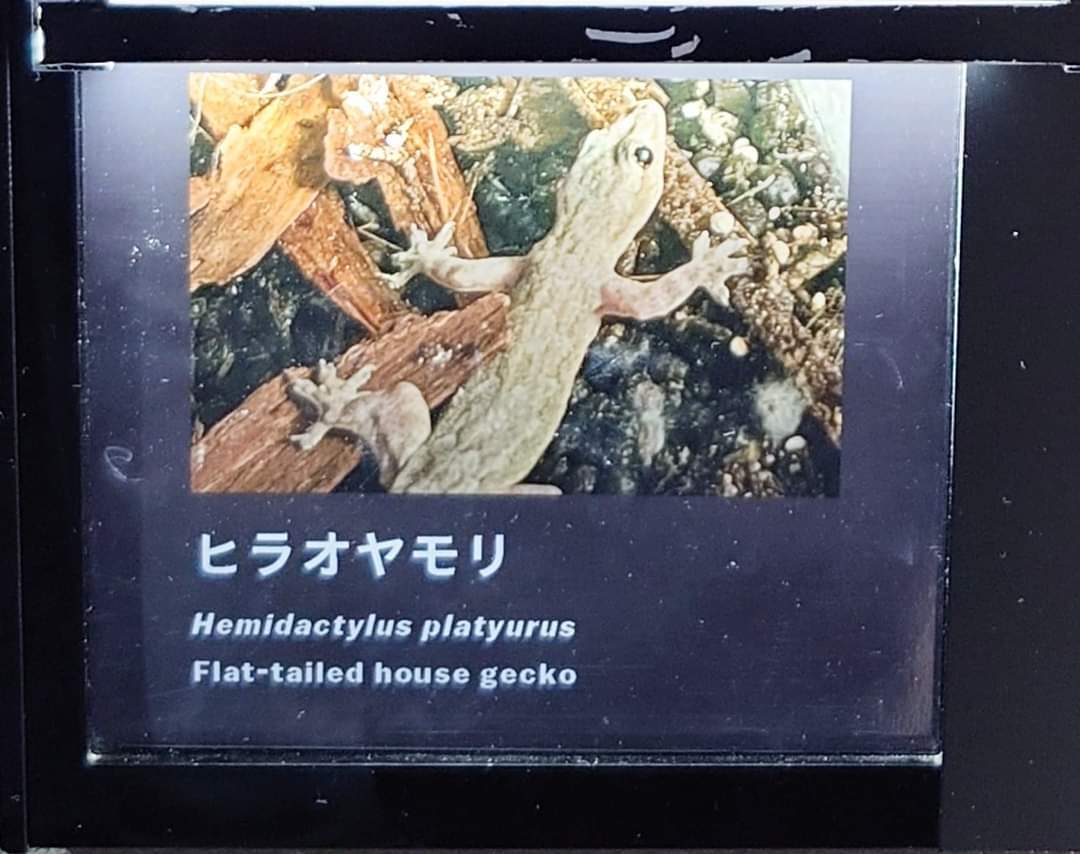 ヒラオヤモリ
Hemidactylus platyurus
Flat-tailed house gecko